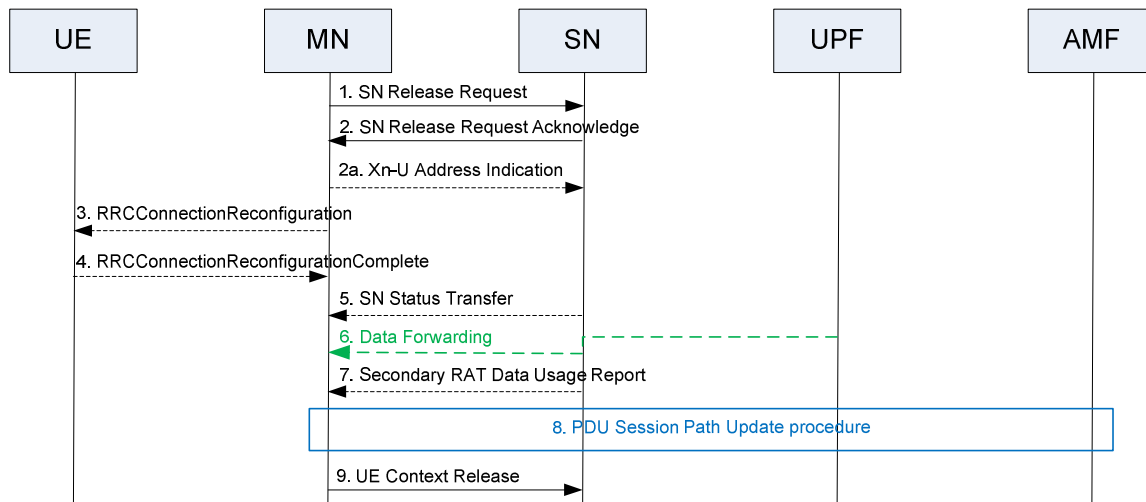 UE
MN
SN
UPF
AMF
1. SN Release Request
2. SN Release Request Acknowledge
2a. Xn-U Address Indication
3. RRCConnectionReconfiguration
4. RRCConnectionReconfigurationComplete
5. SN Status Transfer
6. Data Forwarding
7. Secondary RAT Data Usage Report
8. PDU Session Path Update procedure
9. UE Context Release